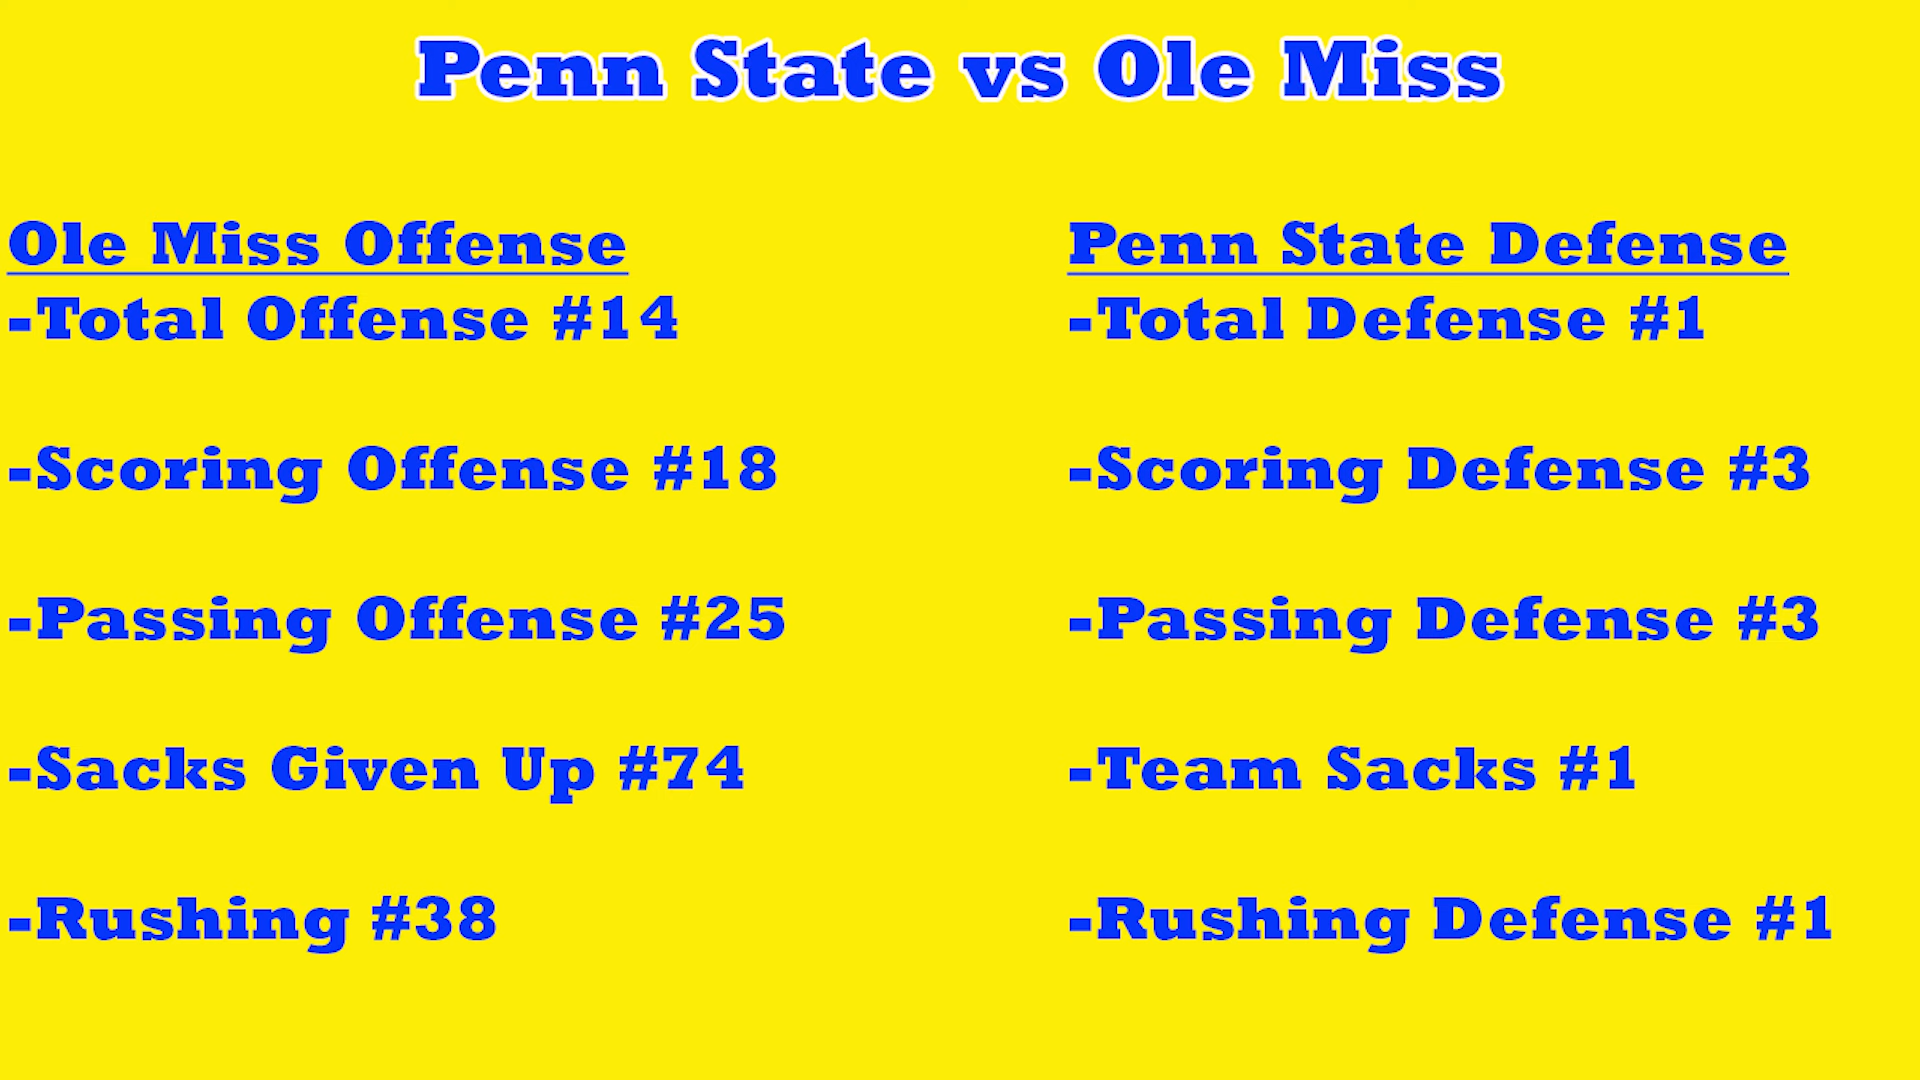 Penn State vs Ole Miss
Ole Miss Offense
-Total Offense #14
-Scoring Offense #18
-Passing Offense #25
-Sacks Given Up #74
-Rushing #38
Penn State Defense
-Total Defense #1
-Scoring Defense #3
-Passing Defense #3
-Team Sacks #1
-Rushing Defense #1